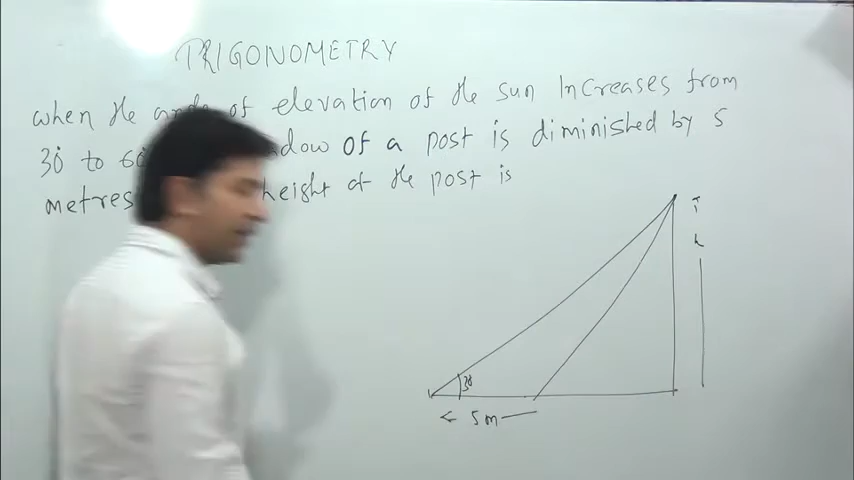 TRIGONOMETRY
when the of elevation of the sun Increases from
30 to of a post is diminished by 5
metres height of the post is
h
30
5m